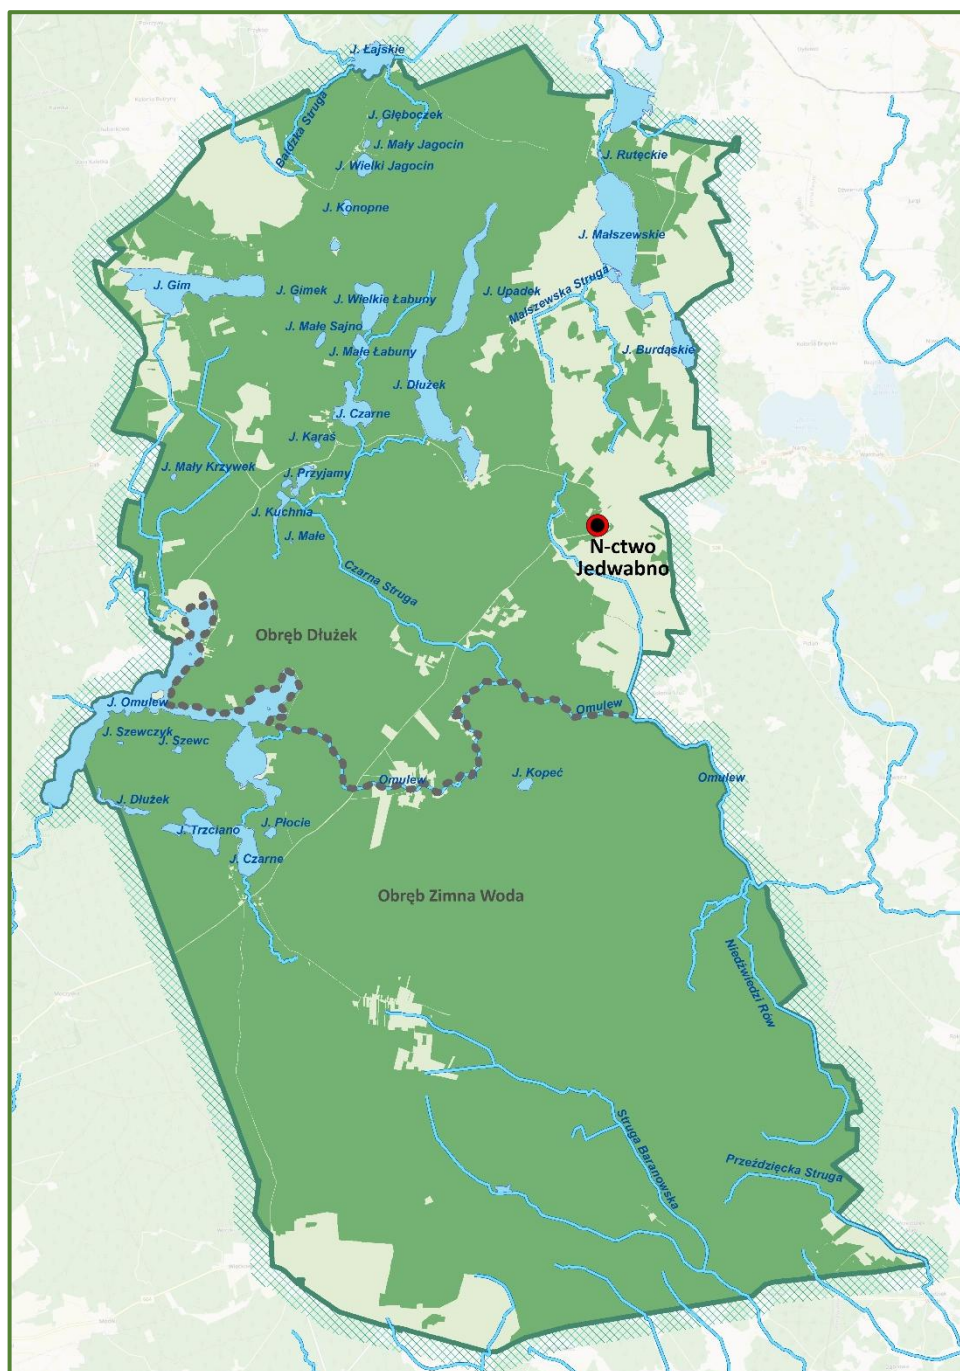 J. Łajskie
Bałdzka Struga
J. Głęboczek
J. Mały Jagocin
J. Wielki Jagocin
J. Rutęckie
J. Konopne
J. Małszewskie
J. Gim
J. Gimek
J. Wielkie Łabuny
J. Upadek
Małszewska Struga
J. Małe Sajno
J. Małe Łabuny
J. Burdąskie
J. Dłużek
J. Czarne
J. Karaś
J. Mały Krzywek
J. Przyjamy
J. Kuchnia
J. Małe
N-ctwo
Jedwabno
Czarna Struga
Obręb Dłużek
J. Omulew
Omulew
J. Szewczyk
J. Szewc
Omulew
J. Kopeć
Omulew
J. Dłużek
J. Trzciano
J. Płocie
J. Czarne
Obręb Zimna Woda
Niedźwiedzi Rów
Struga Baranowska
Przeździęcka Struga